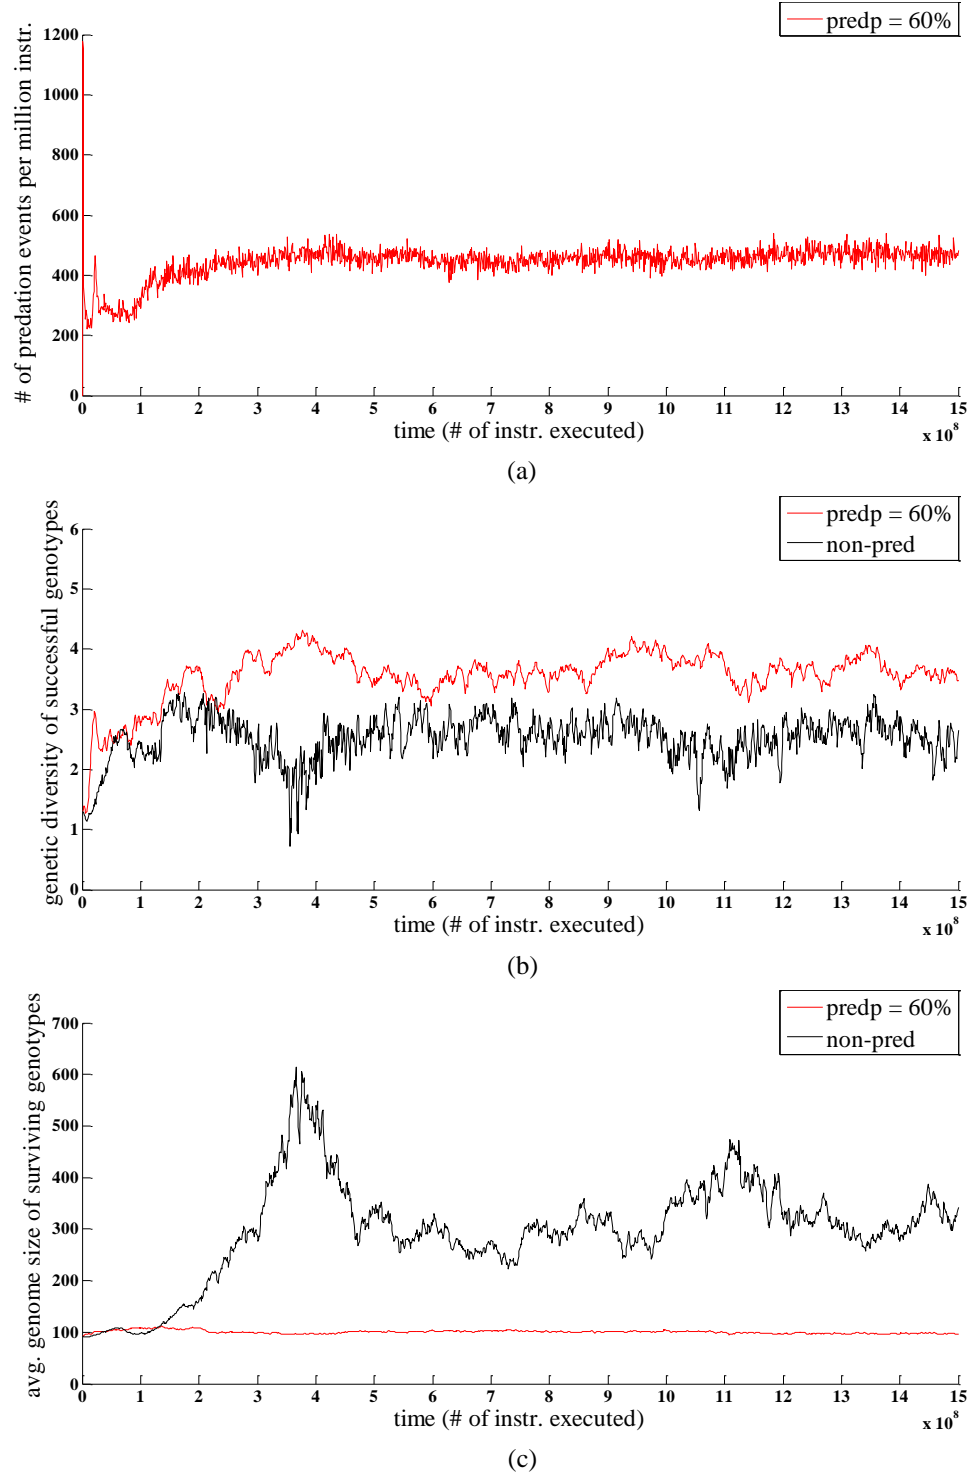 predp = 60%
# of predation events per million instr.
1200
1000
800
600
400
200
0
0 1 2 3 4 5 6 7 8 9 10 11 12 13 14 15
time (# of instr. executed)
x 10^8
(a)
predp = 60%
non-pred
genetic diversity of successful genotypes
6
5
4
3
2
1
0
0 1 2 3 4 5 6 7 8 9 10 11 12 13 14 15
time (# of instr. executed)
x 10^8
(b)
predp = 60%
non-pred
avg. genome size of surviving genotypes
700
600
500
400
300
200
100
0
0 1 2 3 4 5 6 7 8 9 10 11 12 13 14 15
time (# of instr. executed)
x 10^8
(c)